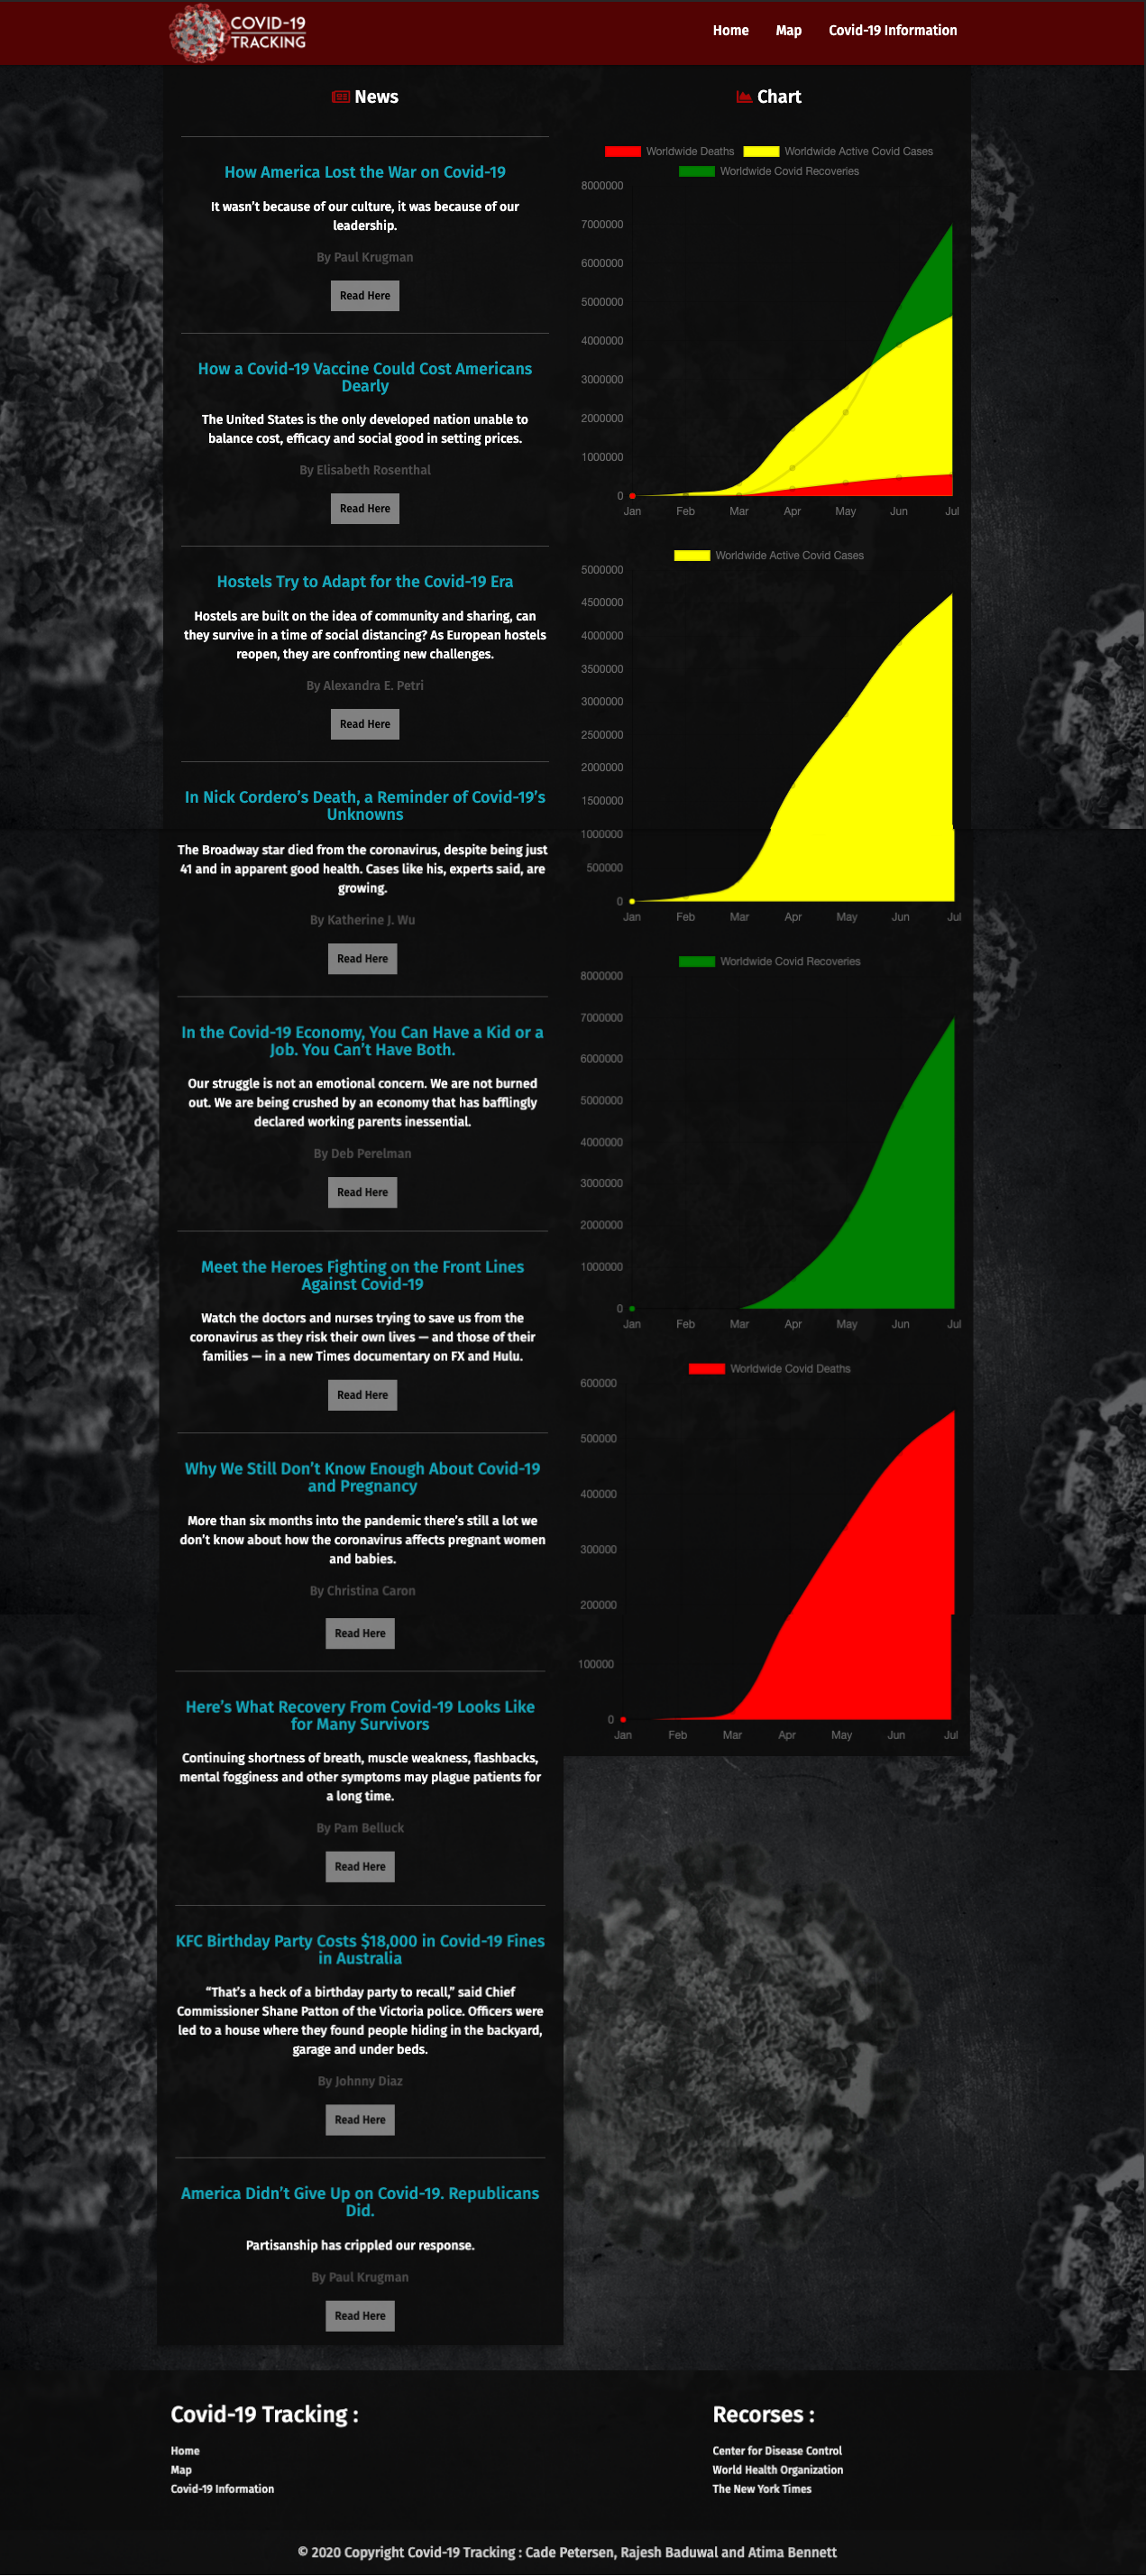 COVID-19
TRACKING
Home Map Covid-19 Information
News
How America Lost the War on Covid-19
It wasn’t because of our culture, it was because of our
leadership.
By Paul Krugman
Read Here
How a Covid-19 Vaccine Could Cost Americans
Dearly
The United States is the only developed nation unable to
balance cost, efficacy and social good in setting prices.
By Elisabeth Rosenthal
Read Here
Hostels Try to Adapt for the Covid-19 Era
Hostels are built on the idea of community and sharing, can
they survive in a time of social distancing? As European hostels
reopen, they are confronting new challenges.
By Alexandra E. Petri
Read Here
In Nick Cordero’s Death, a Reminder of Covid-19’s
Unknowns
The Broadway star died from the coronavirus, despite being just
41 and in apparent good health. Cases like his, experts said, are
growing.
By Katherine J. Wu
Read Here
In the Covid-19 Economy, You Can Have a Kid or a
Job. You Can’t Have Both.
Our struggle is not an emotional concern. We are not burned
out. We are being crushed by an economy that has bafflingly
declared working parents inessential.
By Deb Perelman
Read Here
Meet the Heroes Fighting on the Front Lines
Against Covid-19
Watch the doctors and nurses trying to save us from the
coronavirus as they risk their own lives — and those of their
families — in a new Times documentary on FX and Hulu.
Read Here
Why We Still Don’t Know Enough About Covid-19
and Pregnancy
More than six months into the pandemic there’s still a lot we
don’t know about how the coronavirus affects pregnant women
and babies.
By Christina Caron
Read Here
Here’s What Recovery From Covid-19 Looks Like
for Many Survivors
Continuing shortness of breath, muscle weakness, flashbacks,
mental fogginess and other symptoms may plague patients for
a long time.
By Pam Belluck
Read Here
KFC Birthday Party Costs $18,000 in Covid-19 Fines
in Australia
“That’s a heck of a birthday party to recall,” said Chief
Commissioner Shane Patton of the Victoria police. Officers were
led to a house where they found people hiding in the backyard,
garage and under beds.
By Johnny Diaz
Read Here
America Didn’t Give Up on Covid-19. Republicans
Did.
Partisanship has crippled our response.
By Paul Krugman
Read Here
Chart
Worldwide Deaths Worldwide Active Covid Cases
Worldwide Covid Recoveries
8000000
7000000
6000000
5000000
4000000
3000000
2000000
1000000
0
Jan Feb Mar Apr May Jun Jul
Worldwide Active Covid Cases
5000000
4500000
4000000
3500000
3000000
2500000
2000000
1500000
1000000
500000
0
Jan Feb Mar Apr May Jun Jul
Worldwide Covid Recoveries
8000000
7000000
6000000
5000000
4000000
3000000
2000000
1000000
0
Jan Feb Mar Apr May Jun Jul
Worldwide Covid Deaths
600000
500000
400000
300000
200000
100000
0
Jan Feb Mar Apr May Jun Jul
Covid-19 Tracking :
Home
Map
Covid-19 Information
Recorses :
Center for Disease Control
World Health Organization
The New York Times
© 2020 Copyright Covid-19 Tracking : Cade Petersen, Rajesh Baduwal and Atima Bennett